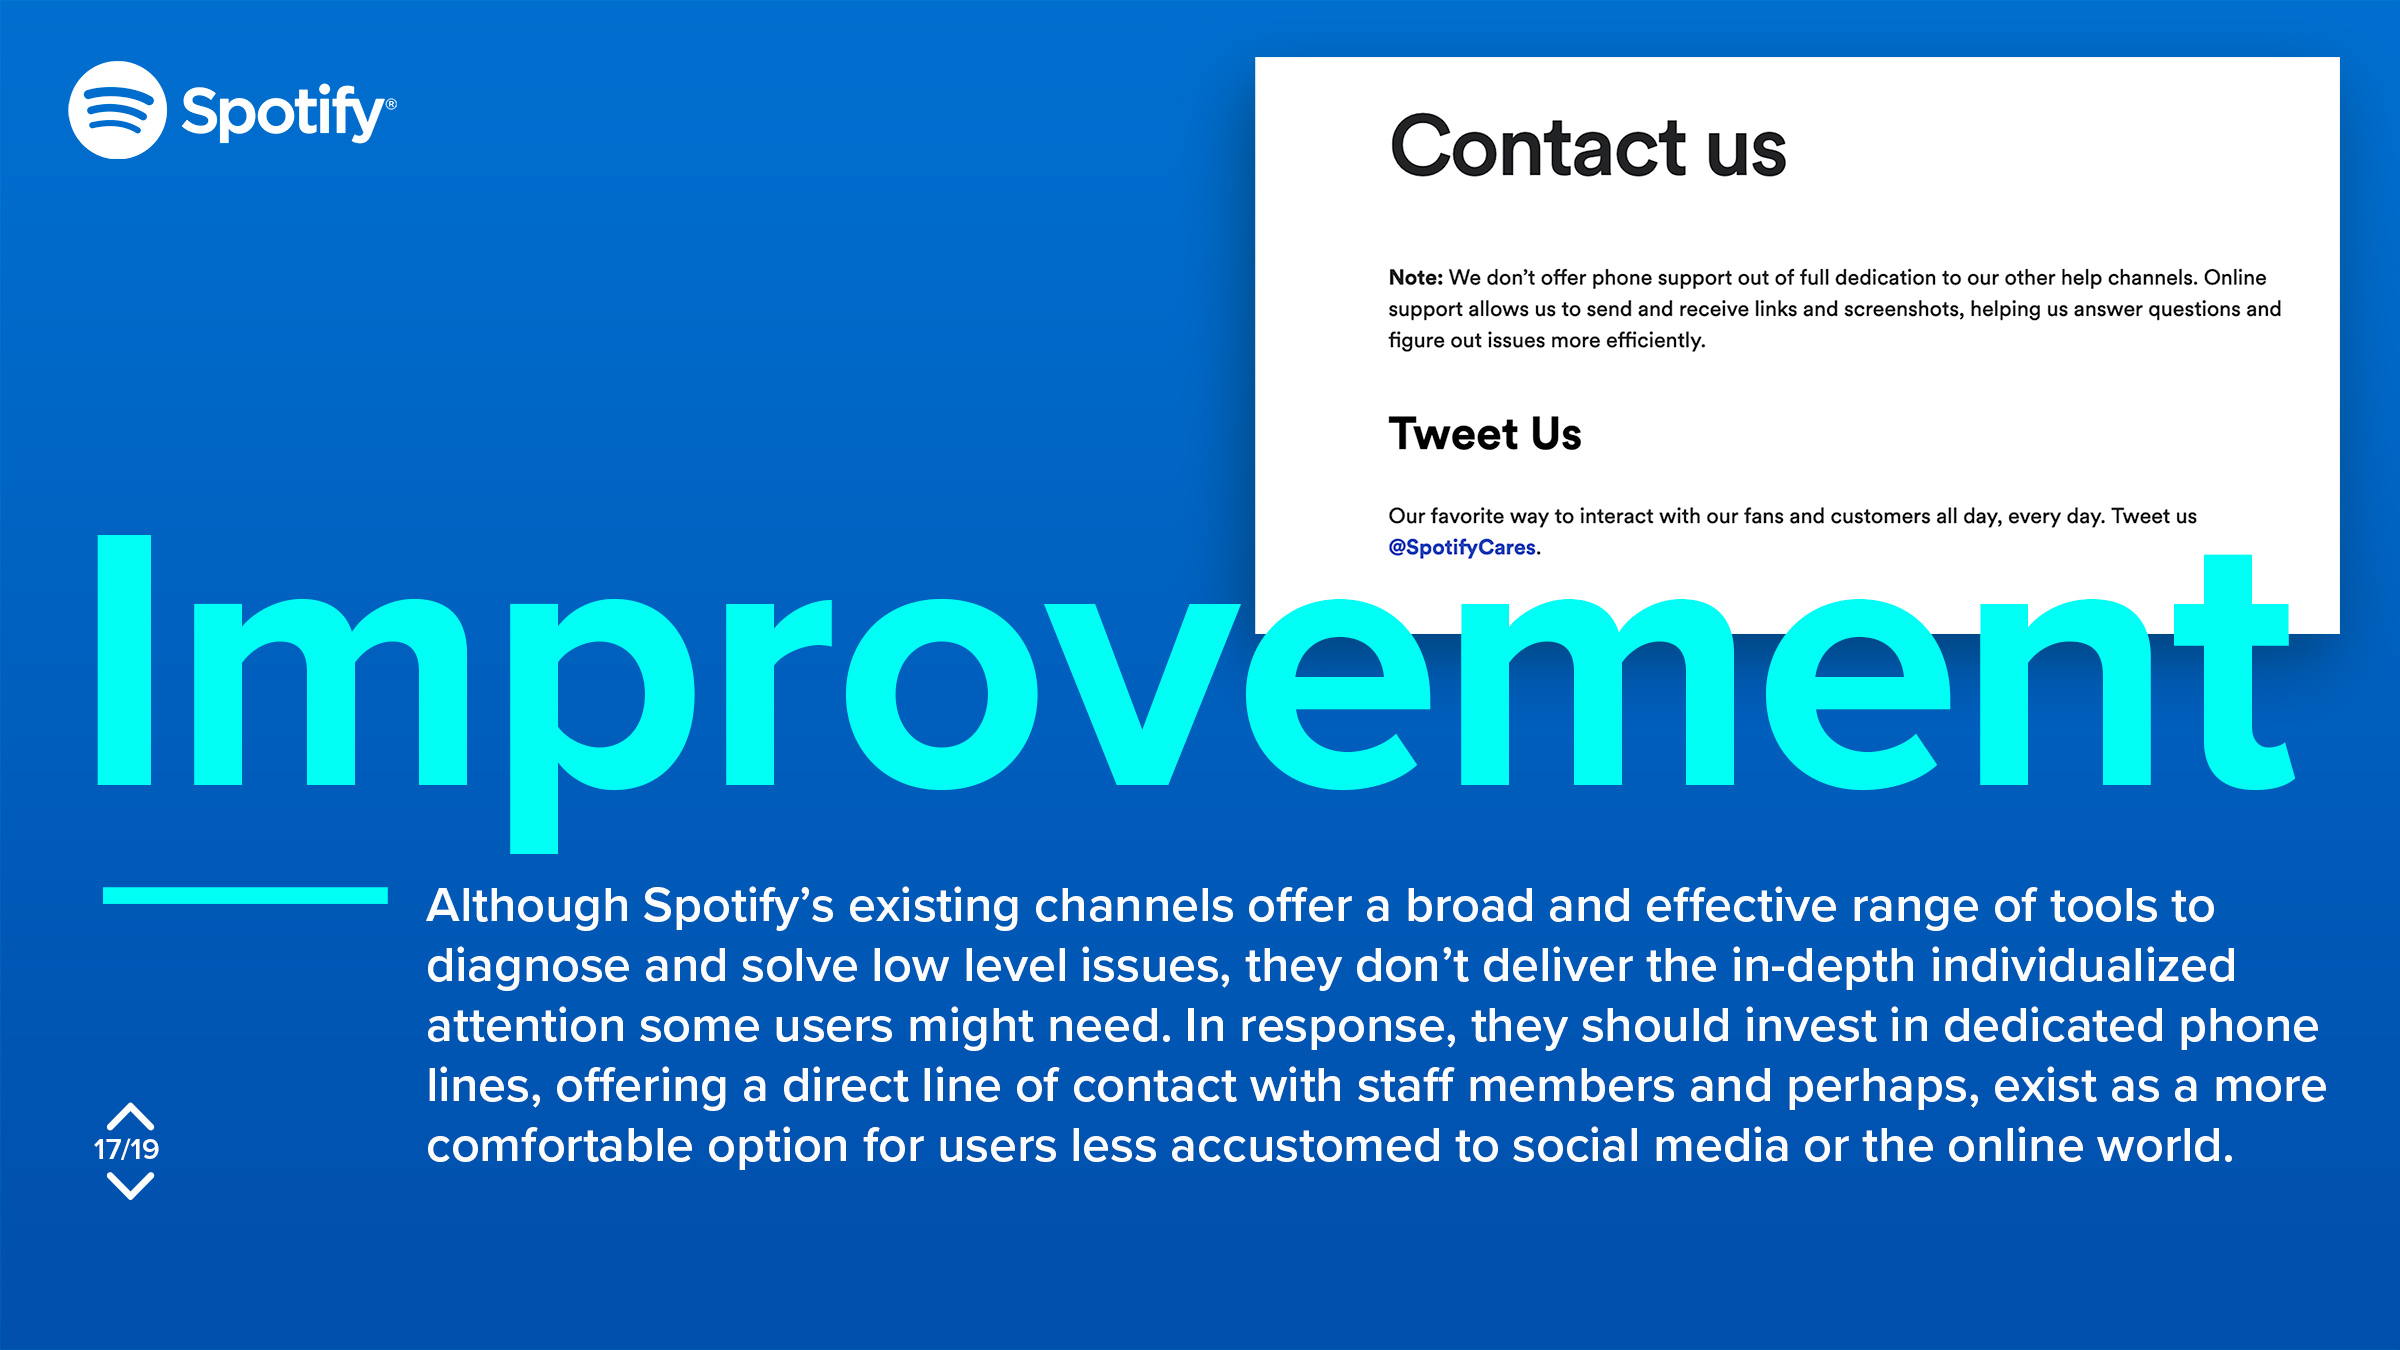 Spotify®
Contact us
Note: We don’t offer phone support out of full dedication to our other help channels. Online
support allows us to send and receive links and screenshots, helping us answer questions and
figure out issues more efficiently.
Tweet Us
Our favorite way to interact with our fans and customers all day, every day. Tweet us
@SpotifyCares.
Improvement
Although Spotify’s existing channels offer a broad and effective range of tools to
diagnose and solve low level issues, they don’t deliver the in-depth individualized
attention some users might need. In response, they should invest in dedicated phone
lines, offering a direct line of contact with staff members and perhaps, exist as a more
comfortable option for users less accustomed to social media or the online world.
17/19